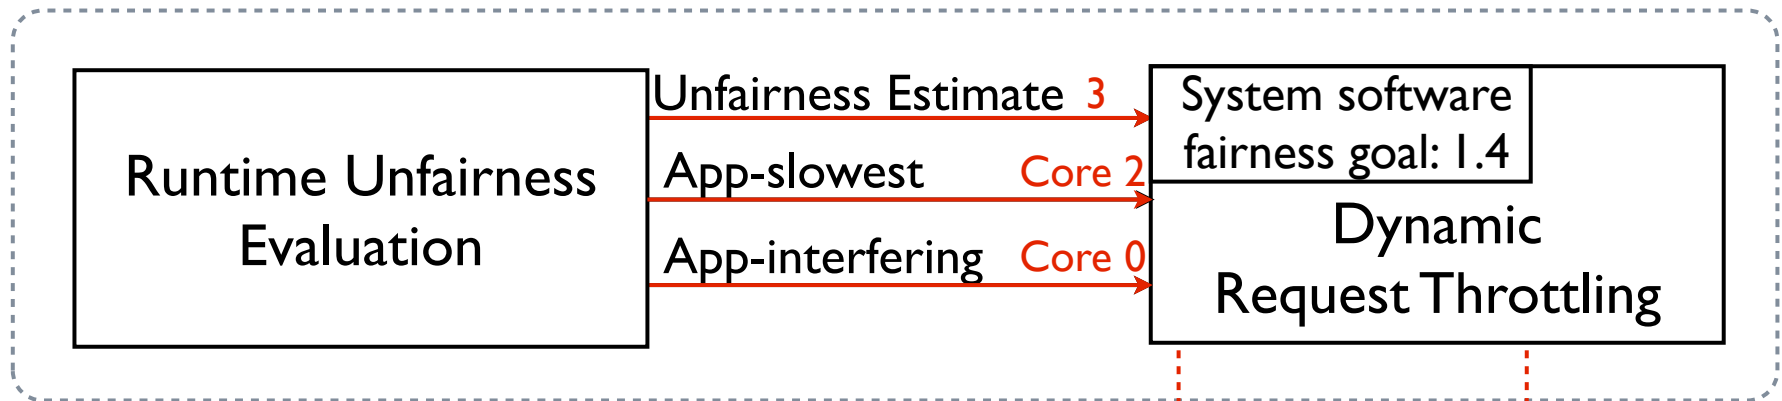 Unfairness Estimate 3
System software
fairness goal: 1.4
Runtime Unfairness
Evaluation
App-slowest Core 2
App-interfering Core 0
Dynamic
Request Throttling